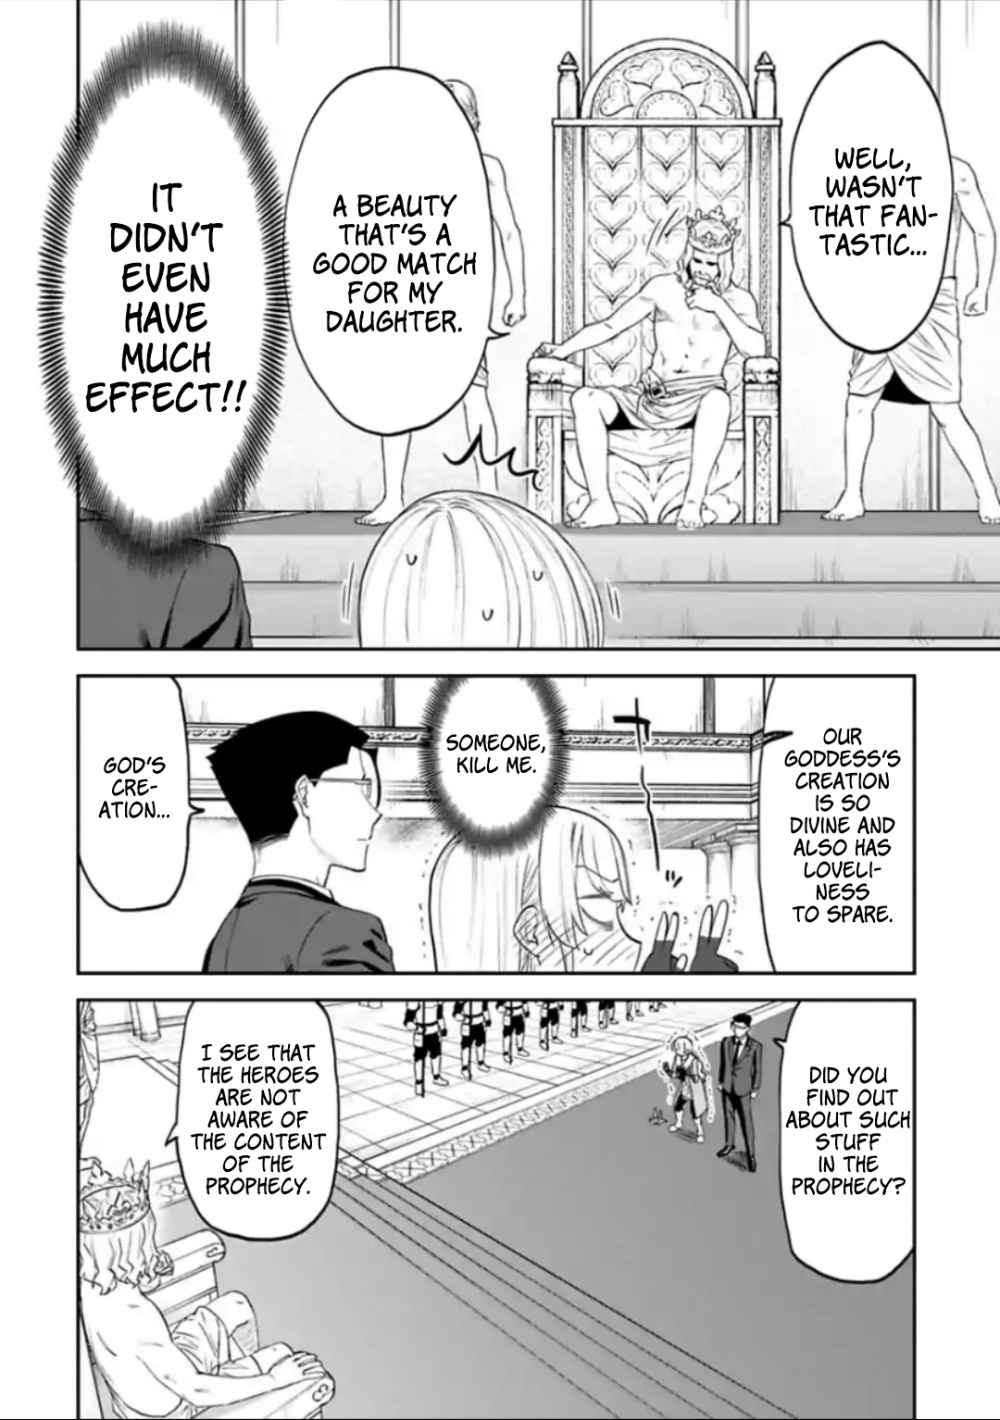 WELL,
WASN'T
THAT FAN-
TASTIC...
A BEAUTY
THAT'S A
GOOD MATCH
FOR MY
DAUGHTER.
IT
DIDN'T
EVEN
HAVE
MUCH
EFFECT!!
OUR
GODDESS'S
CREATION
IS SO
DIVINE AND
ALSO HAS
LOVELI-
NESS
TO SPARE.
SOMEONE,
KILL ME.
GOD'S
CRE-
ATION...
DID YOU
FIND OUT
ABOUT SUCH
STUFF
IN THE
PROPHECY?
I SEE THAT
THE HEROES
ARE NOT
AWARE OF
THE CONTENT
OF THE
PROPHECY.